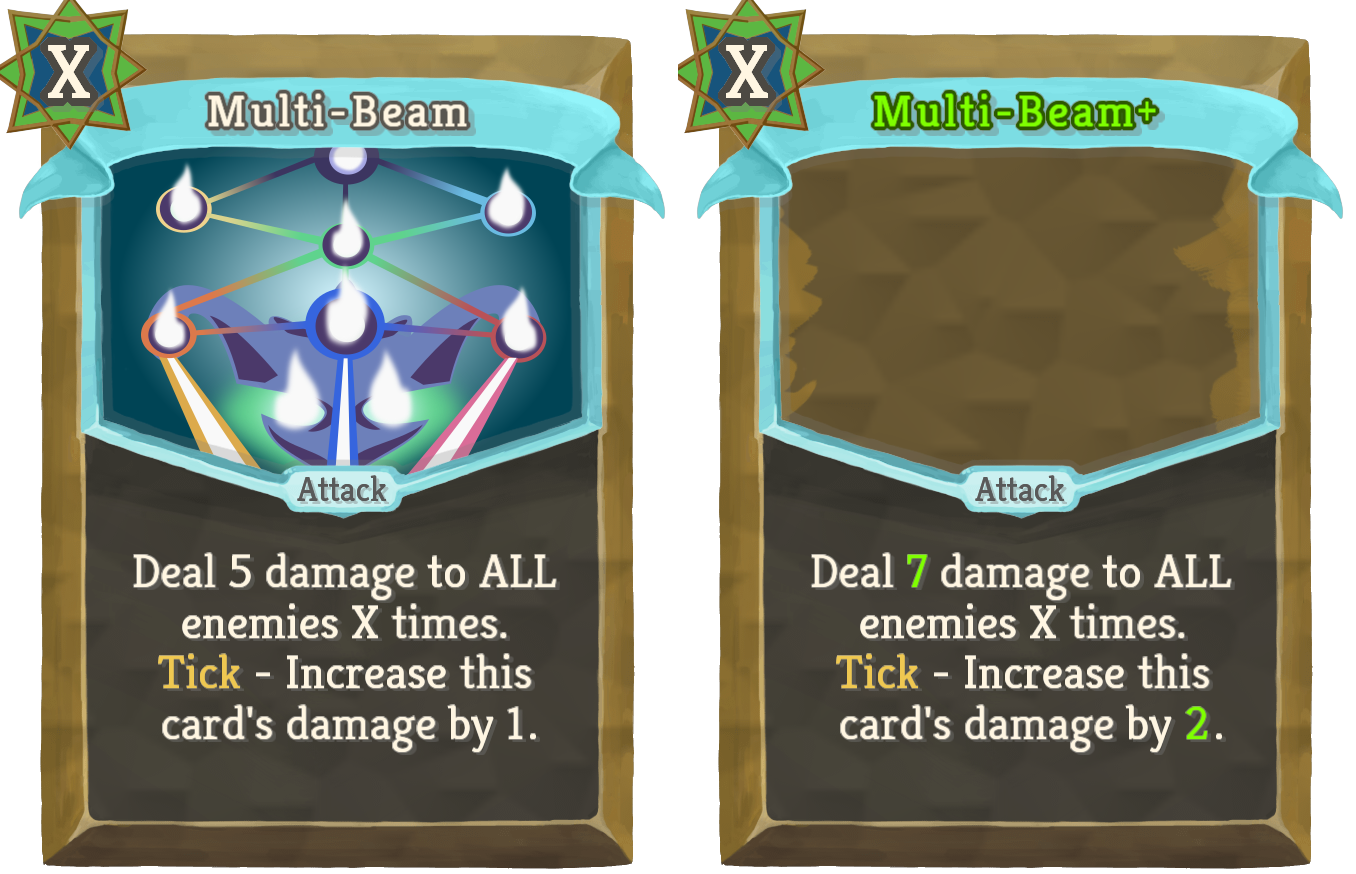 X
Multi-Beam
Attack
Deal 5 damage to ALL
enemies X times.
Tick - Increase this
card's damage by 1.
X
Multi-Beam+
Attack
Deal 7 damage to ALL
enemies X times.
Tick - Increase this
card's damage by 2.